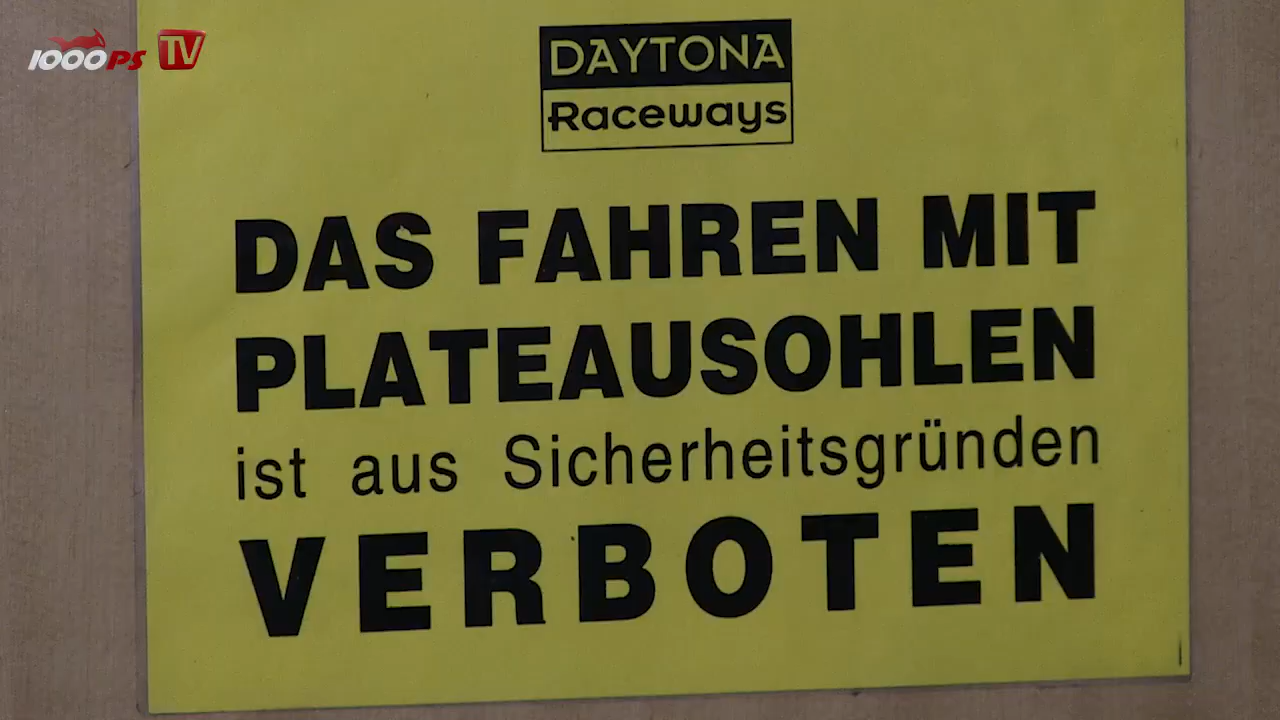 1000PS TV
DAYTONA
Raceways
DAS FAHREN MIT
PLATEAUSOHLEN
ist aus Sicherheitsgründen
VERBOTEN